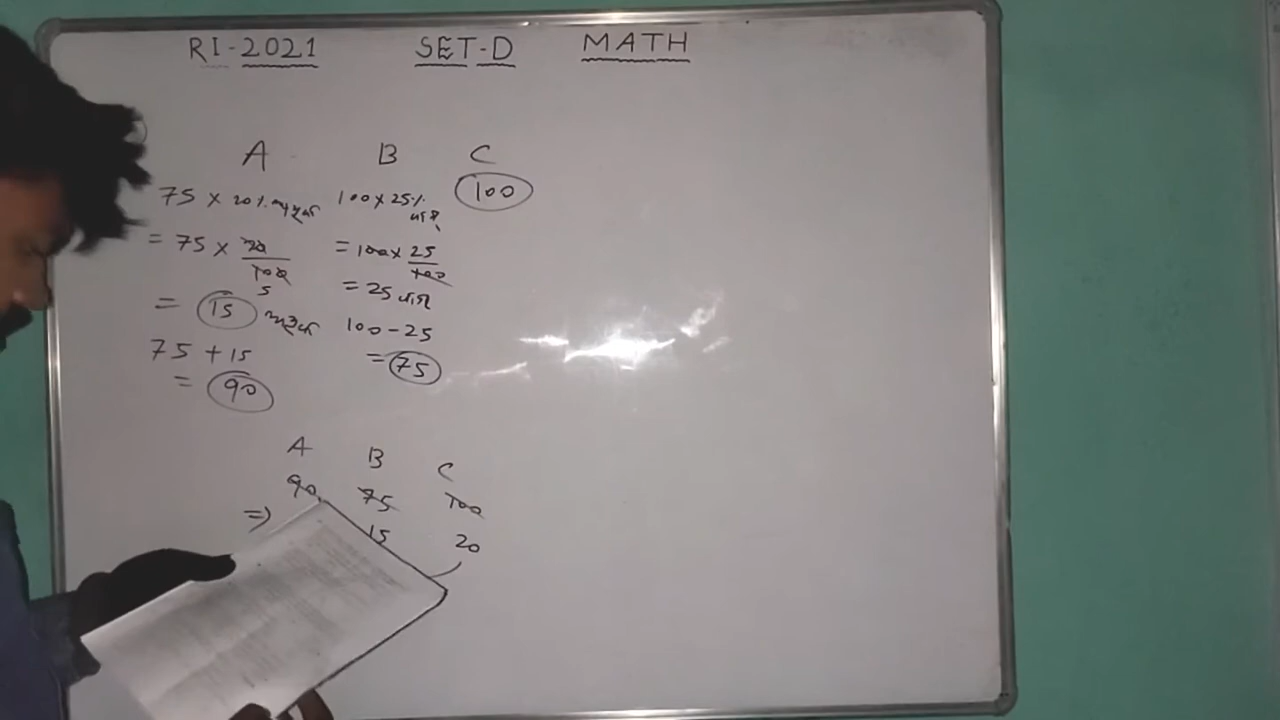 RI-2021 SET-D MATH
A B C
75 × 20% 100 × 25% 100
= 75 × 20/100 = 100 × 25/100
5
= 25
= 15
100 - 25
75 + 15 = 75
= 90
A B C
90 75 100
⇒ 15 20